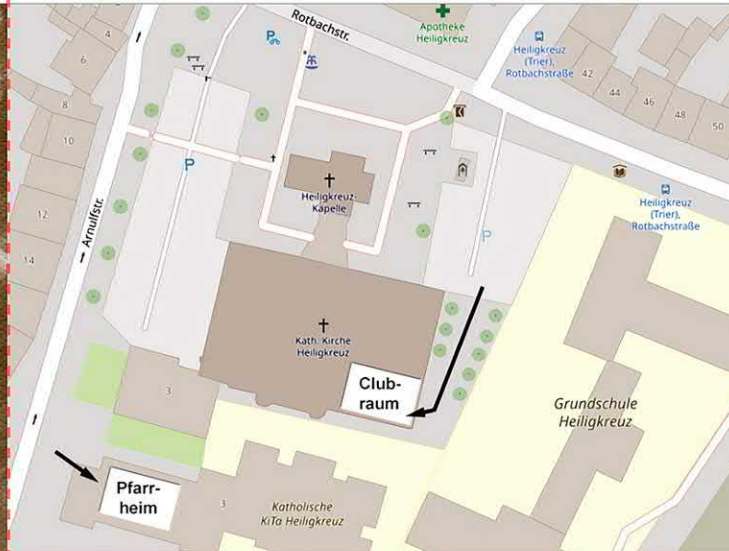 Rotbachstr.
Apotheke
Heiligkreuz
Heiligkreuz
(Trier),
Rotbachstraße
4
6
8
10
12
14
42
44
46
48
50
P
P
P
Arnulfstr.
Heiligkreuz-
Kapelle
Heiligkreuz
(Trier),
Rotbachstraße
Kath. Kirche
Heiligkreuz
Club-
raum
3
Grundschule
Heiligkreuz
Pfarr-
heim
3
Katholische
KiTa Heiligkreuz